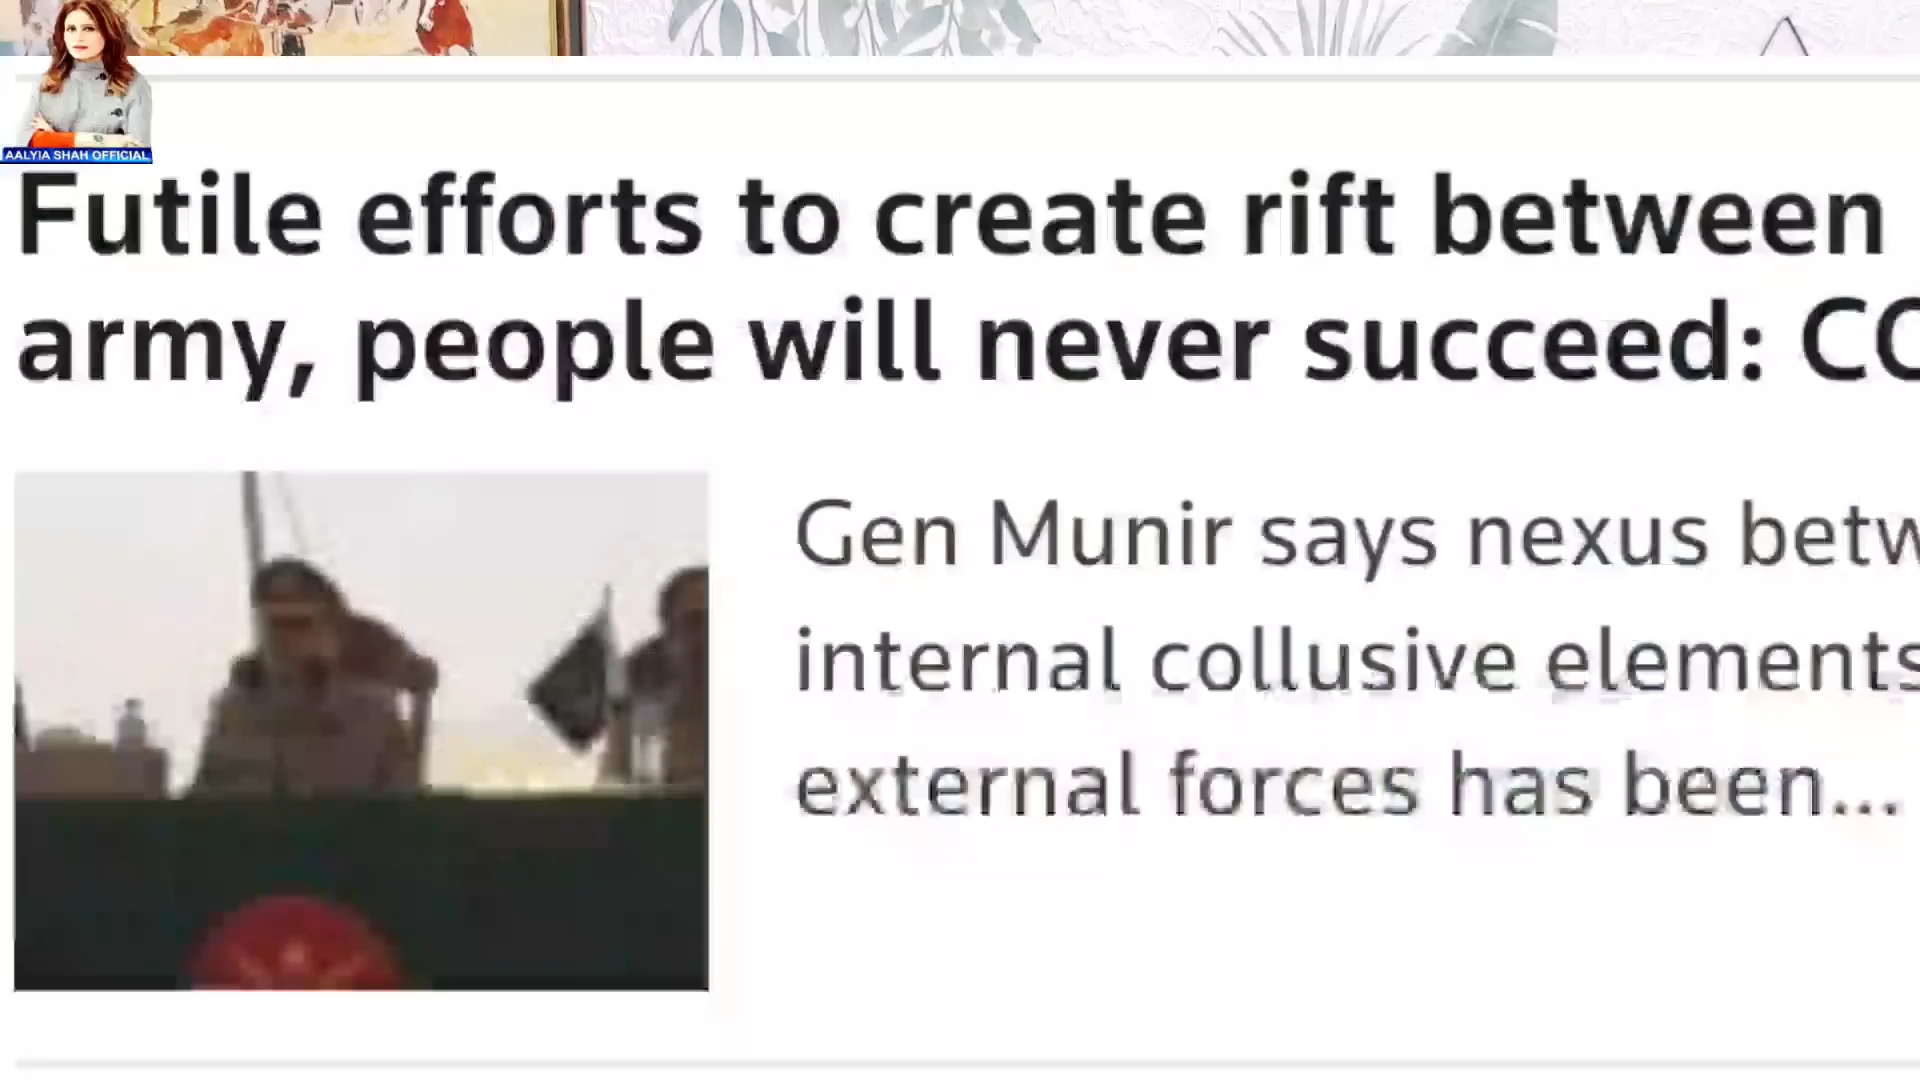 AALYIA SHAH OFFICIAL
Futile efforts to create rift between
army, people will never succeed: CO
Gen Munir says nexus betw
internal collusive elements
external forces has been...